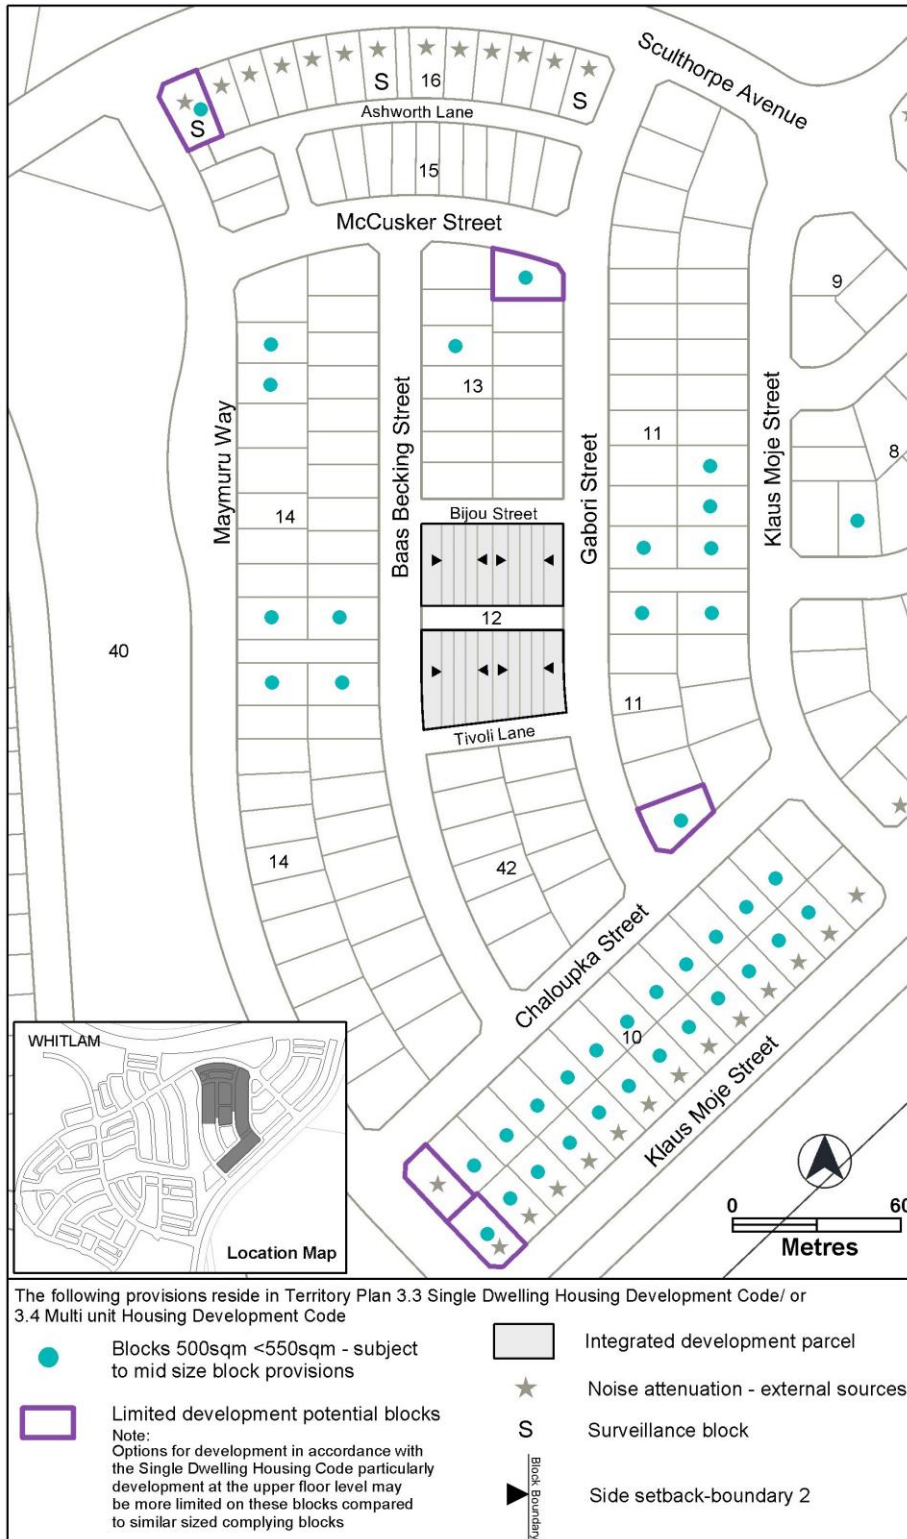 Sculthorpe Avenue
16
S
S
S
Ashworth Lane
15
McCusker Street
9
13
11
8
Maymuru Way
Baas Becking Street
Gabori Street
Klaus Moje Street
14
Bijou Street
12
40
11
Tivoli Lane
14
42
Chaloupka Street
10
Klaus Moje Street
WHITLAM
Location Map
0 60
Metres
The following provisions reside in Territory Plan 3.3 Single Dwelling Housing Development Code/ or
3.4 Multi unit Housing Development Code
Blocks 500sqm <550sqm - subject
to mid size block provisions
Limited development potential blocks
Note:
Options for development in accordance with
the Single Dwelling Housing Code particularly
development at the upper floor level may
be more limited on these blocks compared
to similar sized complying blocks
Integrated development parcel
Noise attenuation - external sources
S Surveillance block
Block Boundary
Side setback-boundary 2